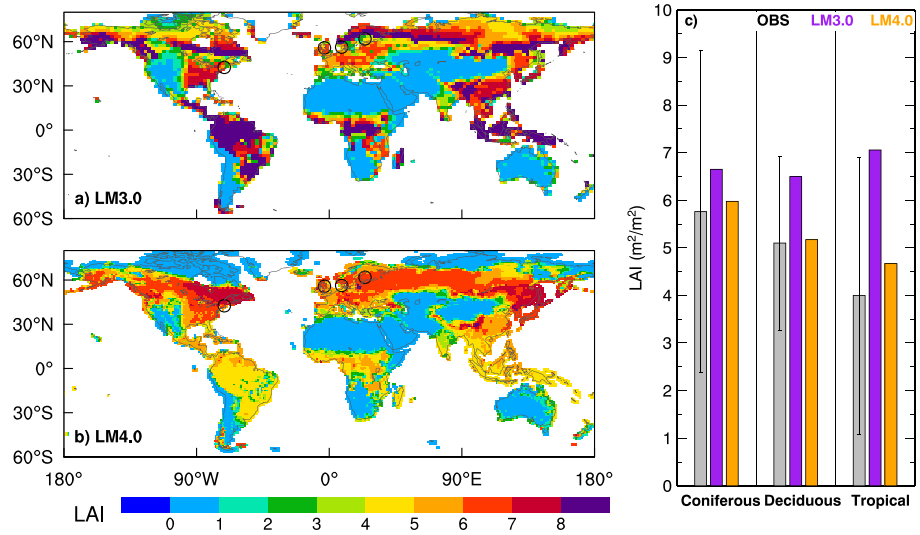 60°N
30°N
0°
30°S
60°S
a) LM3.0
60°N
30°N
0°
30°S
60°S
b) LM4.0
180° 90°W 0° 90°E 180°
LAI
0 1 2 3 4 5 6 7 8
c) OBS LM3.0 LM4.0
LAI (m²/m²)
10
9
8
7
6
5
4
3
2
1
0
Coniferous Deciduous Tropical